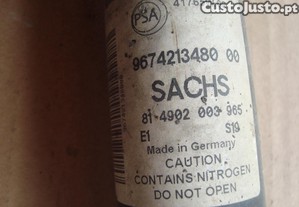 CustoJusto.pt
PSA
9674213480 00
SACHS
81-4902 003 965
E1 S19
Made in Germany
CAUTION
CONTAINS NITROGEN
DO NOT OPEN